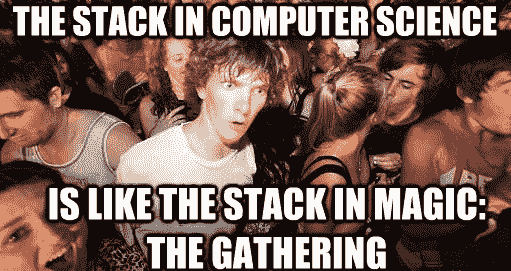 THE STACK IN COMPUTER SCIENCE
IS LIKE THE STACK IN MAGIC:
THE GATHERING